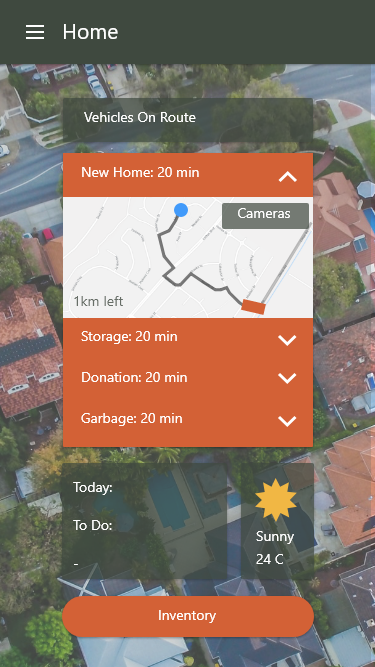 Home
Vehicles On Route
New Home: 20 min
Cameras
1km left
Storage: 20 min
Donation: 20 min
Garbage: 20 min
Today:
To Do:
-
Sunny
24 C
Inventory